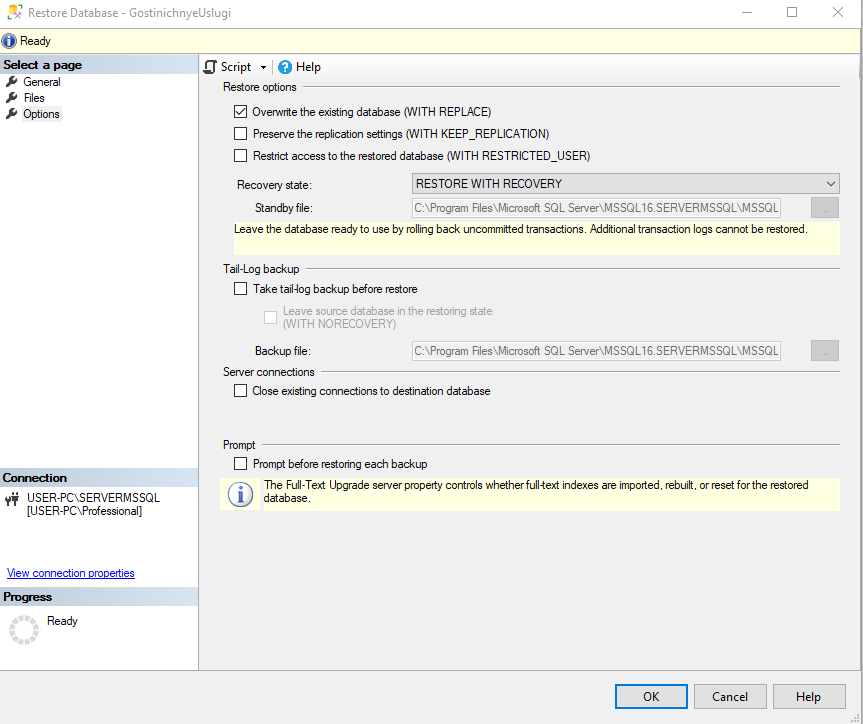 Restore Database - GostinichnyeUslugi
Ready
Select a page
General
Files
Options
Script
Help
Restore options
Overwrite the existing database (WITH REPLACE)
Preserve the replication settings (WITH KEEP_REPLICATION)
Restrict access to the restored database (WITH RESTRICTED_USER)
Recovery state:
RESTORE WITH RECOVERY
Standby file:
C:\Program Files\Microsoft SQL Server\MSSQL16.SERVERMSSQL\MSSQL
...
Leave the database ready to use by rolling back uncommitted transactions. Additional transaction logs cannot be restored.
Tail-Log backup
Take tail-log backup before restore
Leave source database in the restoring state
(WITH NORECOVERY)
Backup file:
C:\Program Files\Microsoft SQL Server\MSSQL16.SERVERMSSQL\MSSQL
...
Server connections
Close existing connections to destination database
Prompt
Prompt before restoring each backup
The Full-Text Upgrade server property controls whether full-text indexes are imported, rebuilt, or reset for the restored
database.
Connection
USER-PC\SERVERMSSQL
[USER-PC\Professional]
View connection properties
Progress
Ready
OK
Cancel
Help